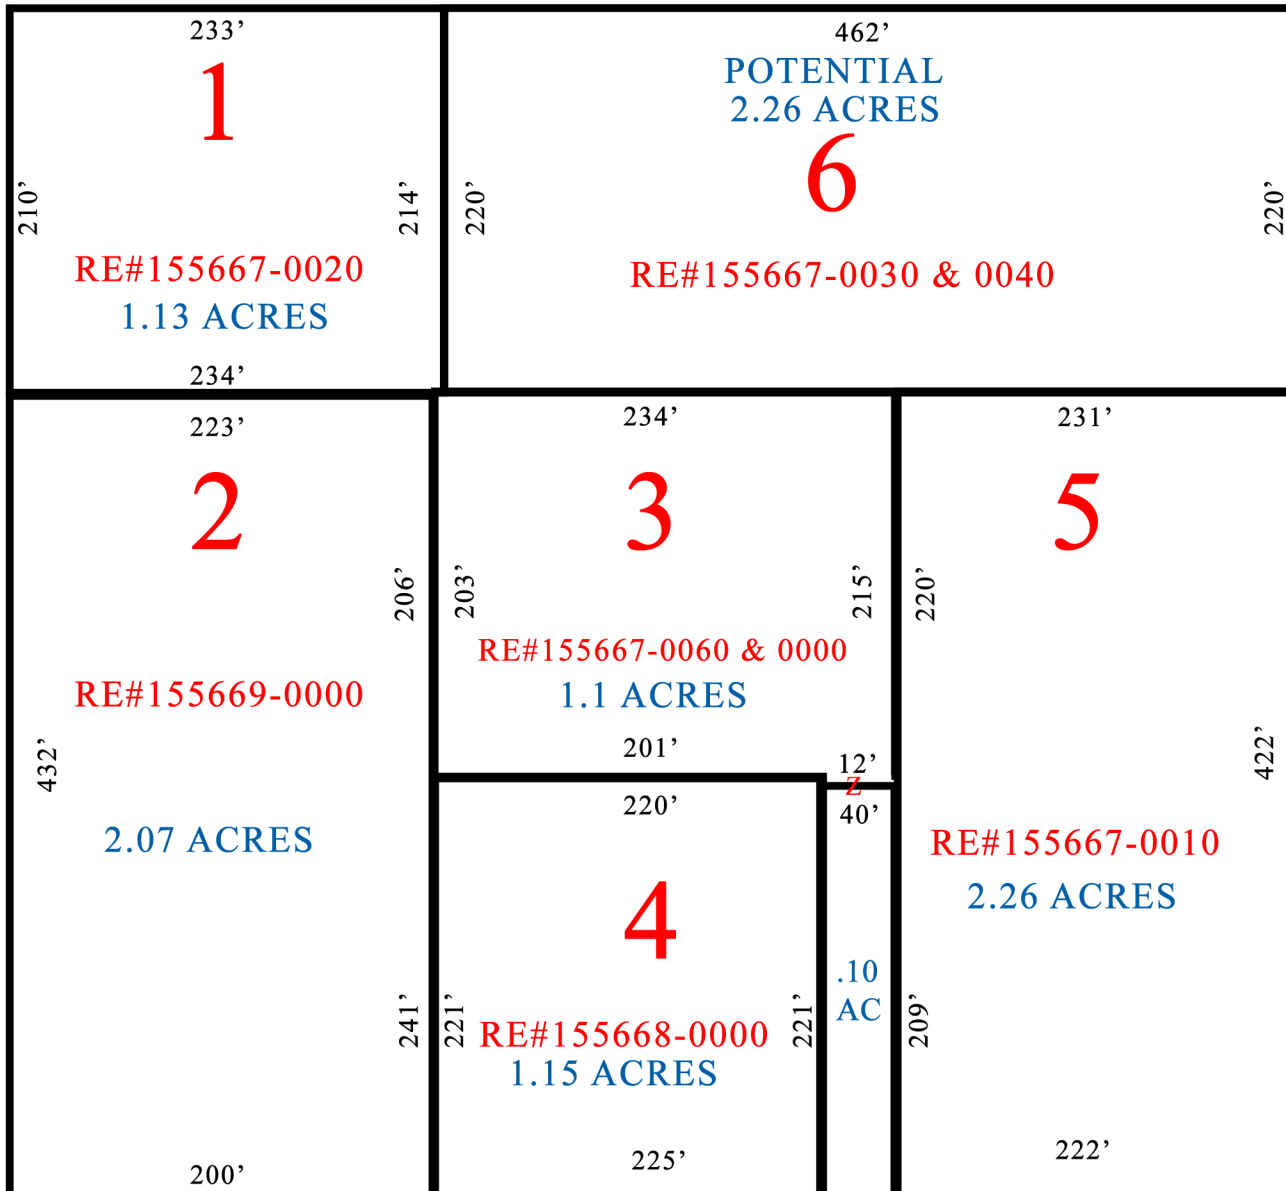 233’
1
210’
214’
RE#155667-0020
1.13 ACRES
234’
462’
POTENTIAL
2.26 ACRES
6
220’
220’
RE#155667-0030 & 0040
223’
2
206’
RE#155669-0000
432’
2.07 ACRES
241’
200’
234’
3
203’
215’
RE#155667-0060 & 0000
1.1 ACRES
201’
12’
Z
40’
.10
AC
220’
4
221’
221’
RE#155668-0000
1.15 ACRES
225’
231’
5
220’
422’
RE#155667-0010
2.26 ACRES
209’
222’